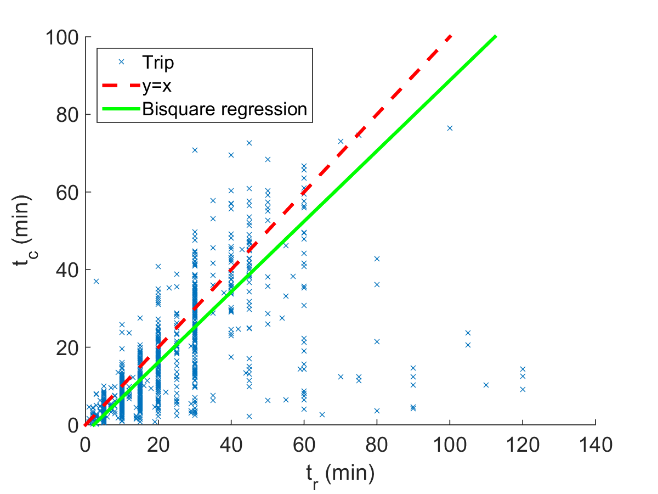 100
80
60
40
20
0
t_c (min)
Trip
y=x
Bisquare regression
0 20 40 60 80 100 120 140
t_r (min)